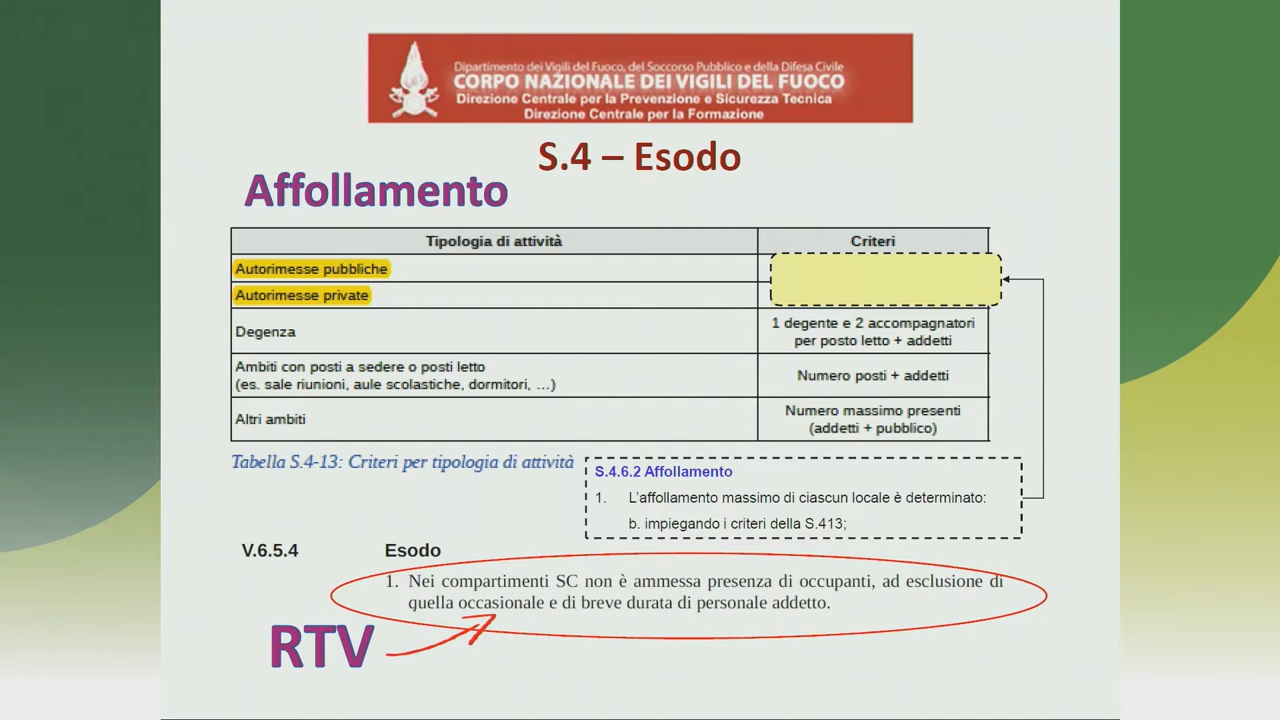 Dipartimento dei Vigili del Fuoco, del Soccorso Pubblico e della Difesa Civile
CORPO NAZIONALE DEI VIGILI DEL FUOCO
Direzione Centrale per la Prevenzione e Sicurezza Tecnica
Direzione Centrale per la Formazione
S.4 – Esodo
Affollamento
Tipologia di attività Criteri
Autorimesse pubbliche
Autorimesse private
Degenza 1 degente e 2 accompagnatori
per posto letto + addetti
Ambiti con posti a sedere o posti letto
(es. sale riunioni, aule scolastiche, dormitori, …) Numero posti + addetti
Altri ambiti Numero massimo presenti
(addetti + pubblico)
Tabella S.4-13: Criteri per tipologia di attività
S.4.6.2 Affollamento
1. L’affollamento massimo di ciascun locale è determinato:
b. impiegando i criteri della S.413;
V.6.5.4 Esodo
1. Nei compartimenti SC non è ammessa presenza di occupanti, ad esclusione di
quella occasionale e di breve durata di personale addetto.
RTV